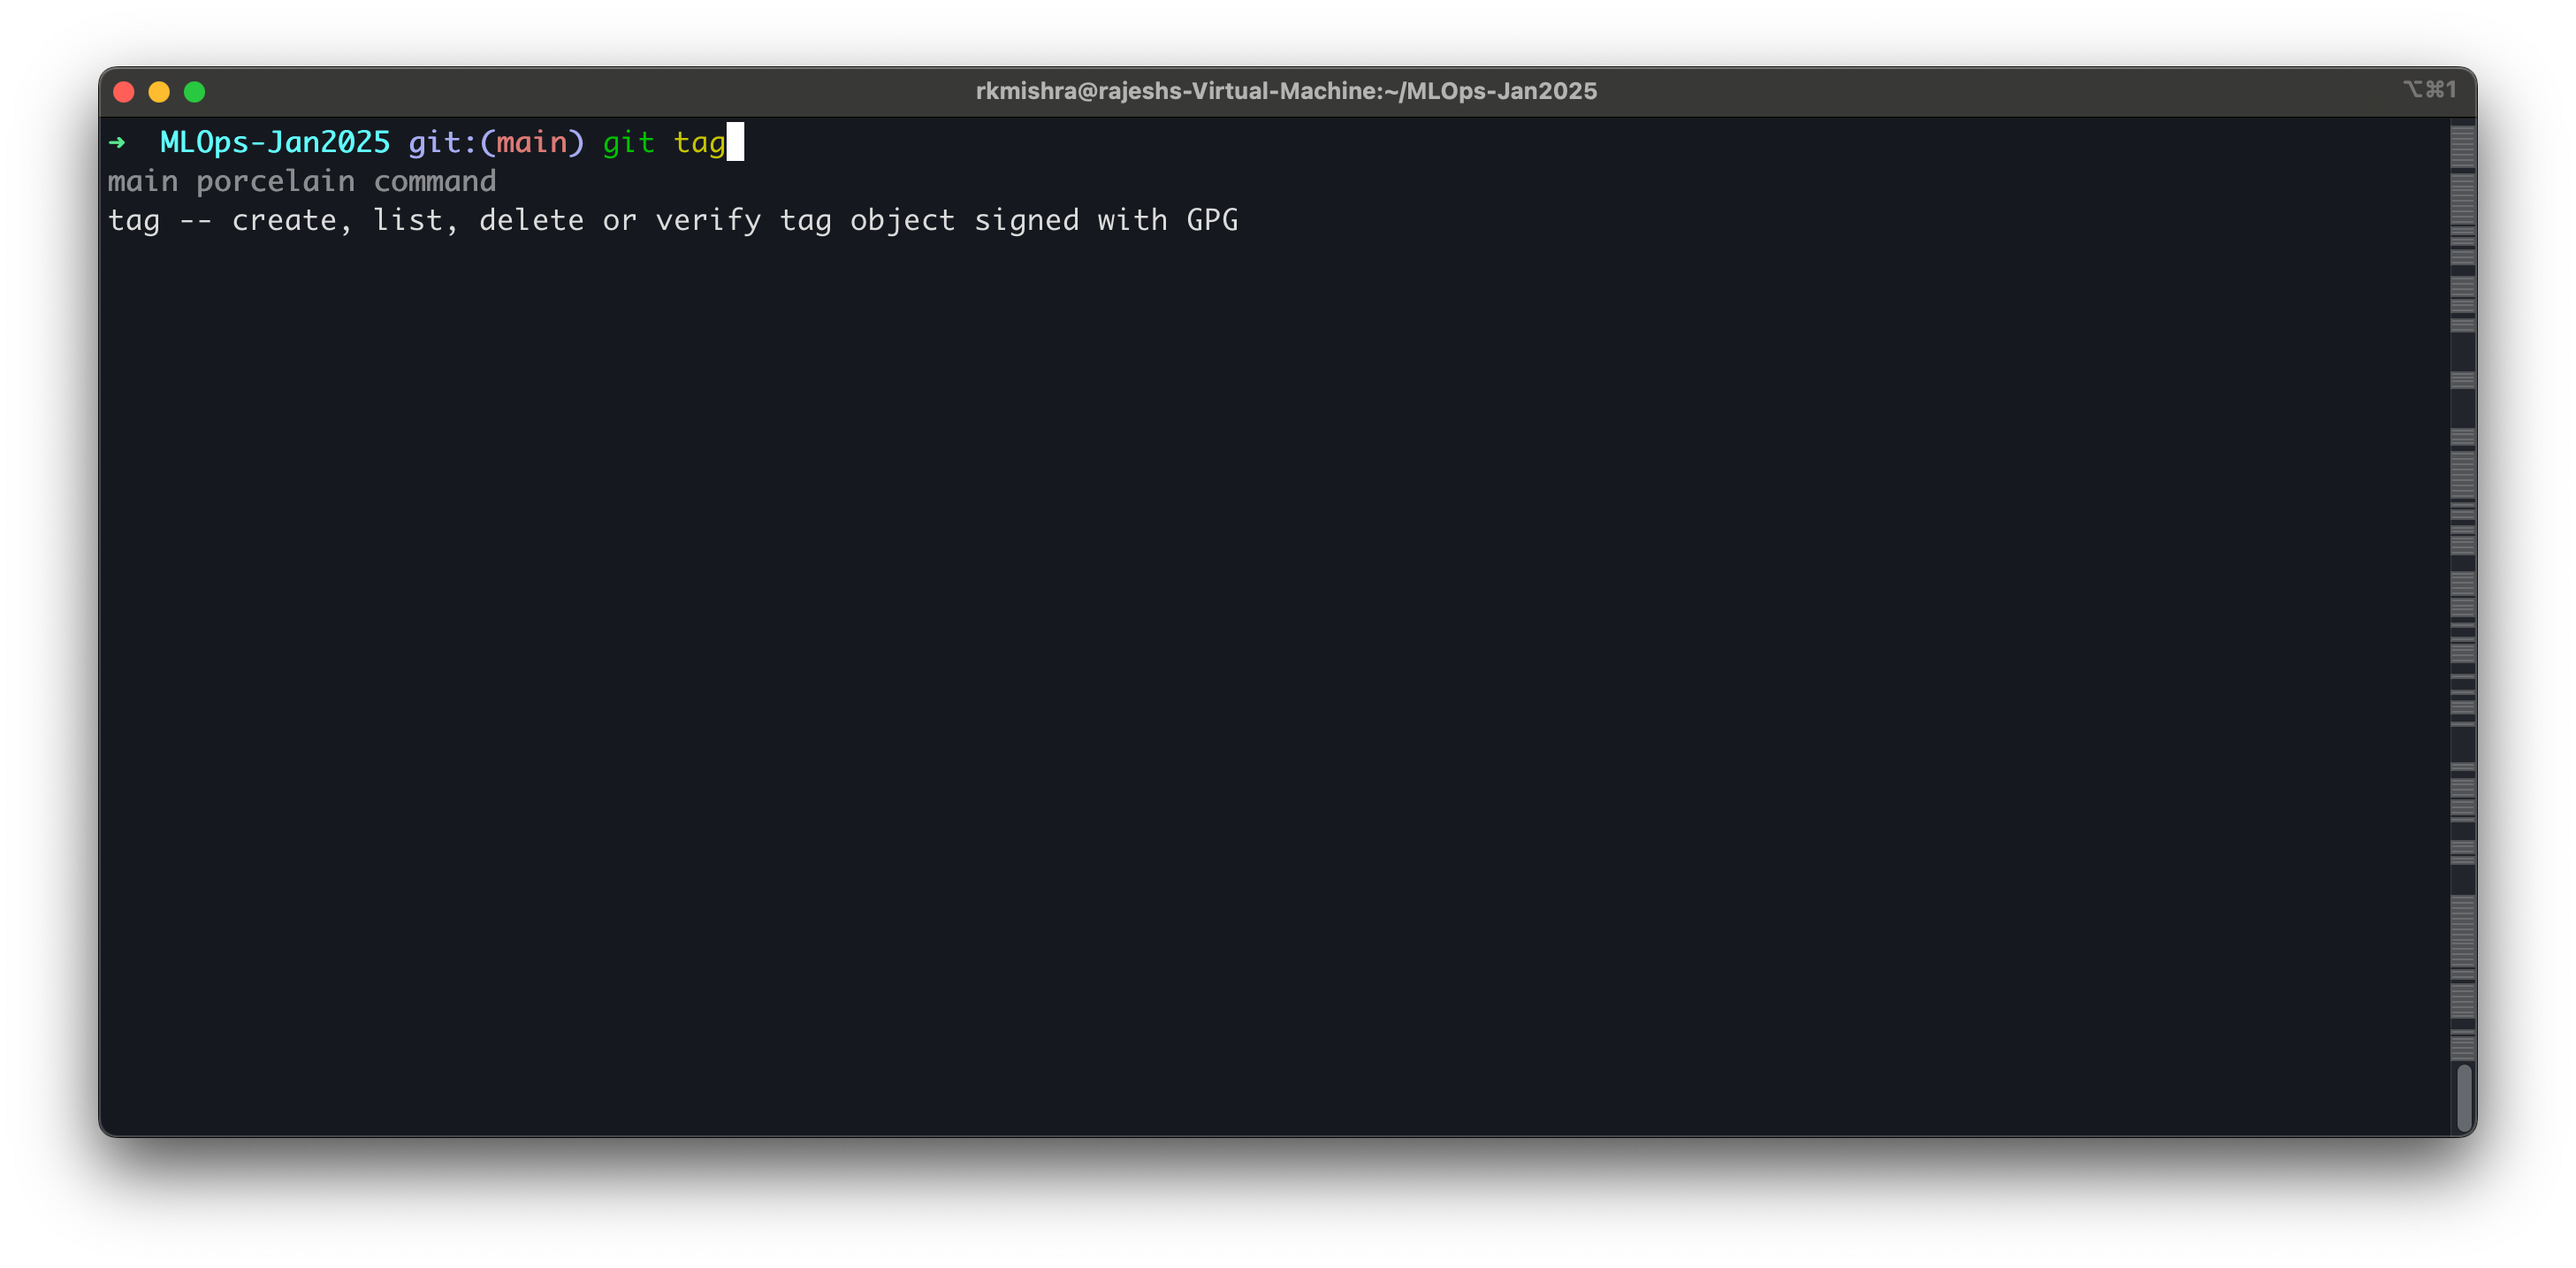 rkmishra@rajeshs-Virtual-Machine:~/MLOps-Jan2025
⌥⌘1
➜  MLOps-Jan2025 git:(main) git tag
main porcelain command
tag -- create, list, delete or verify tag object signed with GPG